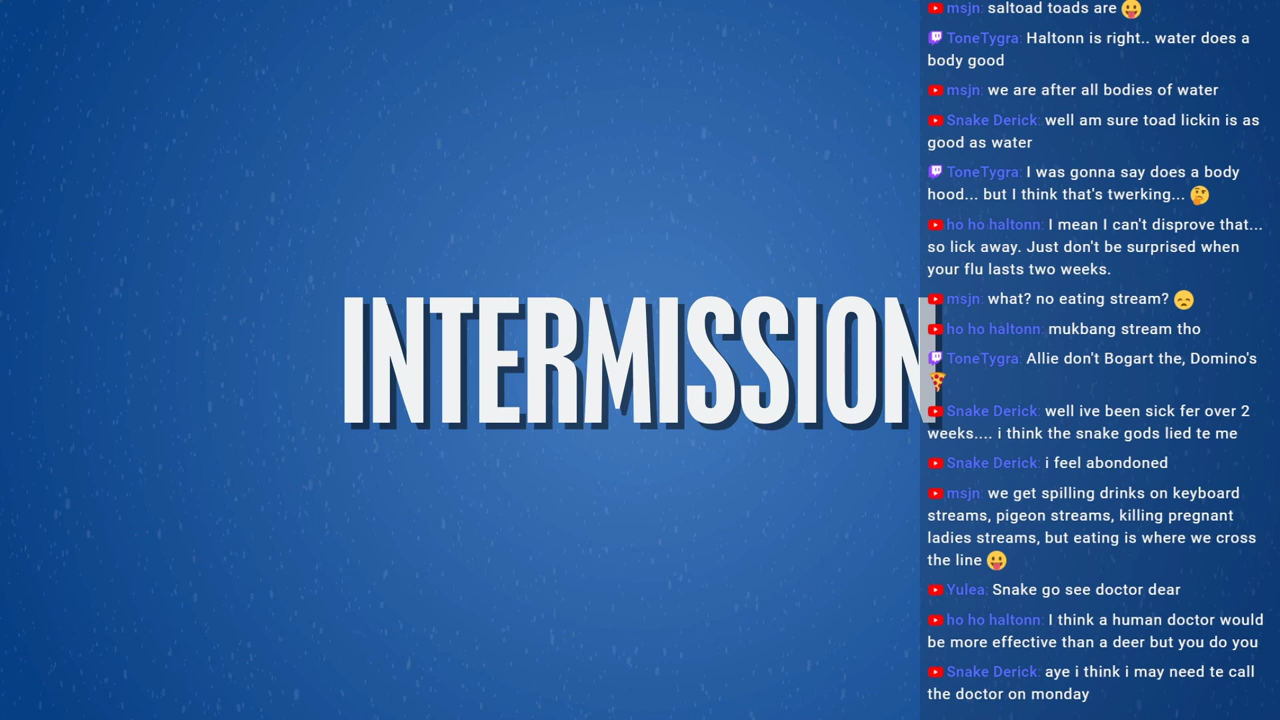 INTERMISSION
msjn: saltoad toads are 😛
ToneTygra: Haltonn is right.. water does a
body good
msjn: we are after all bodies of water
Snake Derick: well am sure toad lickin is as
good as water
ToneTygra: I was gonna say does a body
hood... but I think that's twerking... 🤔
ho ho haltonn: I mean I can't disprove that...
so lick away. Just don't be surprised when
your flu lasts two weeks.
msjn: what? no eating stream? 😞
ho ho haltonn: mukbang stream tho
ToneTygra: Allie don't Bogart the, Domino's
🍕
Snake Derick: well ive been sick fer over 2
weeks.... i think the snake gods lied te me
Snake Derick: i feel abondoned
msjn: we get spilling drinks on keyboard
streams, pigeon streams, killing pregnant
ladies streams, but eating is where we cross
the line 😛
Yulea: Snake go see doctor dear
ho ho haltonn: I think a human doctor would
be more effective than a deer but you do you
Snake Derick: aye i think i may need te call
the doctor on monday